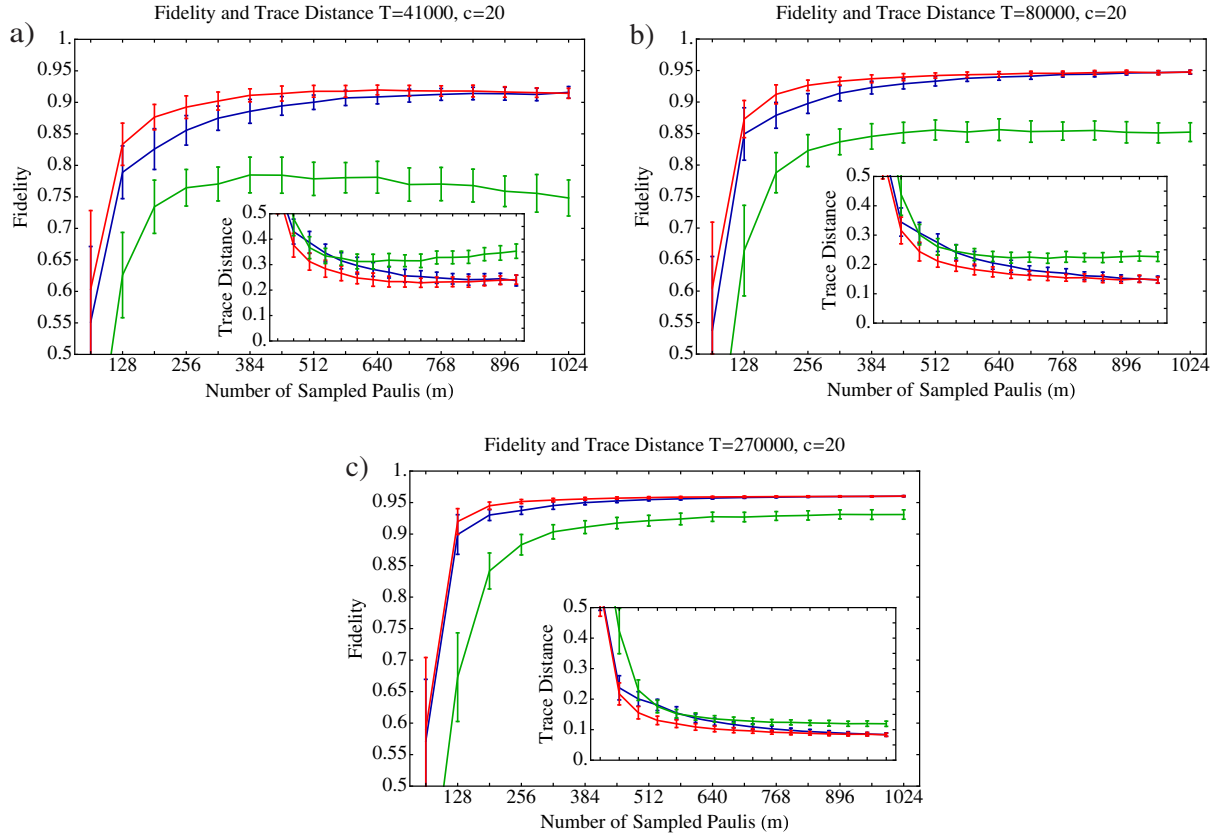 Fidelity and Trace Distance T=41000, c=20
a)
1.
0.95
0.9
0.85
0.8
0.75
0.7
0.65
0.6
0.55
0.5
Fidelity
0.5
0.4
0.3
0.2
0.1
0.
Trace Distance
128 256 384 512 640 768 896 1024
Number of Sampled Paulis (m)
Fidelity and Trace Distance T=80000, c=20
b)
1.
0.95
0.9
0.85
0.8
0.75
0.7
0.65
0.6
0.55
0.5
Fidelity
0.5
0.4
0.3
0.2
0.1
0.
Trace Distance
128 256 384 512 640 768 896 1024
Number of Sampled Paulis (m)
Fidelity and Trace Distance T=270000, c=20
c)
1.
0.95
0.9
0.85
0.8
0.75
0.7
0.65
0.6
0.55
0.5
Fidelity
0.5
0.4
0.3
0.2
0.1
0.
Trace Distance
128 256 384 512 640 768 896 1024
Number of Sampled Paulis (m)